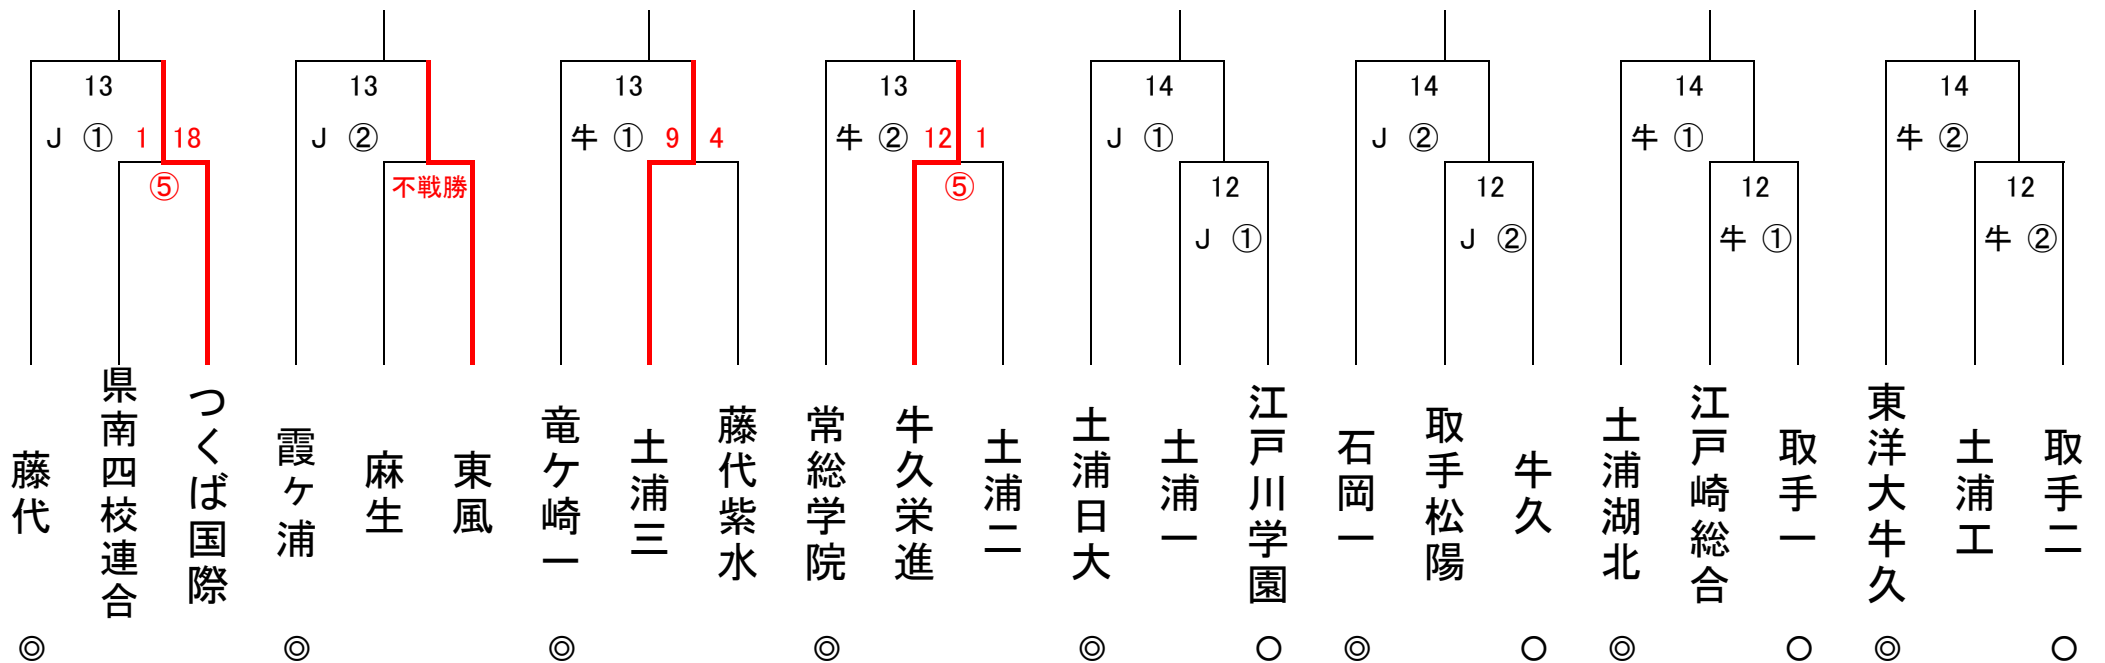 13 13 13 13 14 14 14 14
J ① 1 18 J ② 牛 ① 9 4 牛 ② 12 1 J ① J ② 牛 ① 牛 ②
⑤ 不戦勝 ⑤ 12 12 12 12
J ① J ② 牛 ① 牛 ②
藤代
県南四校連合
つくば国際
霞ヶ浦
麻生
東風
竜ケ崎一
土浦三
藤代紫水
常総学院
牛久栄進
土浦二
土浦日大
土浦一
江戸川学園
石岡一
取手松陽
牛久
土浦湖北
江戸崎総合
取手一
東洋大牛久
土浦工
取手二
◎ ◎ ◎ ◎ ◎ ○ ◎ ○ ◎ ○ ◎ ○